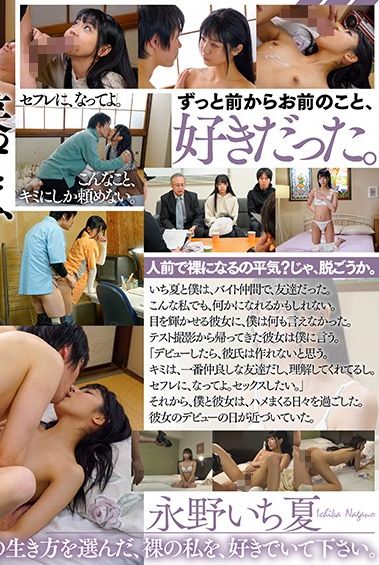 セフレに、なってよ。
ずっと前からお前のこと、
好きだった。
こんなこと、
キミにしか頼めない。
人前で裸になるの平気?じゃ、脱ごうか。
いち夏と僕は、バイト仲間で、友達だった。
こんな私でも、何かになれるかもしれない。
目を輝かせる彼女に、僕は何も言えなかった。
テスト撮影から帰ってきた彼女は僕に言う。
「デビューしたら、彼氏は作れないと思う。
キミは、一番仲良しな友達だし、理解してくれてるし。
セフレに、なってよ。セックスしたい。」
それから、僕と彼女は、ハメまくる日々を過ごした。
彼女のデビューの日が近づいていた。
永野いち夏
Ichika Nagano
の生き方を選んだ、裸の私を、好きでいて下さい。